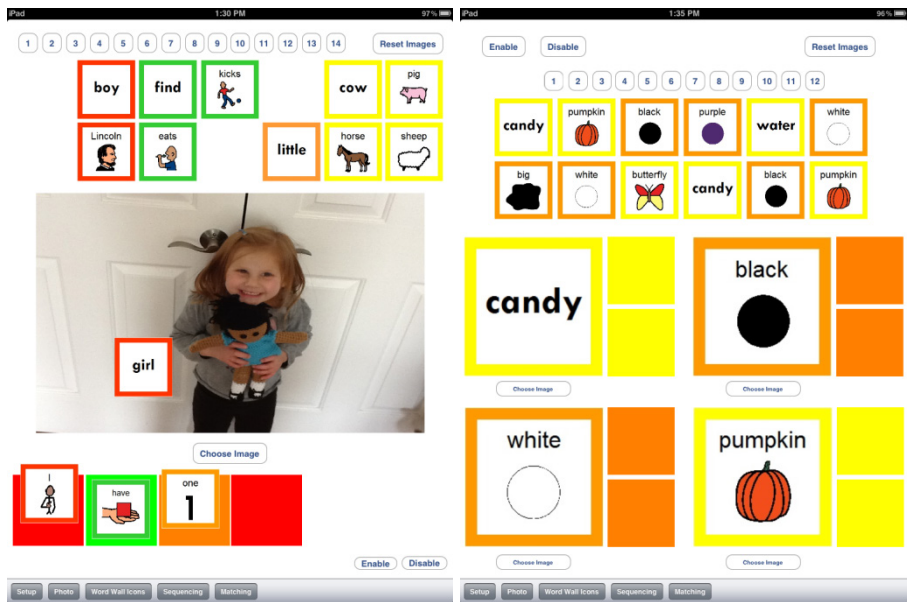 iPad 1:30 PM 97%
1 2 3 4 5 6 7 8 9 10 11 12 13 14 Reset Images
boy find kicks cow pig
Lincoln eats little horse sheep
girl
Choose Image
I have one
1
Enable Disable
Setup Photo Word Wall Icons Sequencing Matching
iPad 1:35 PM 96%
Enable Disable Reset Images
1 2 3 4 5 6 7 8 9 10 11 12
candy pumpkin black purple water white
big white butterfly candy black pumpkin
candy black
Choose Image Choose Image
white pumpkin
Choose Image Choose Image
Setup Photo Word Wall Icons Sequencing Matching